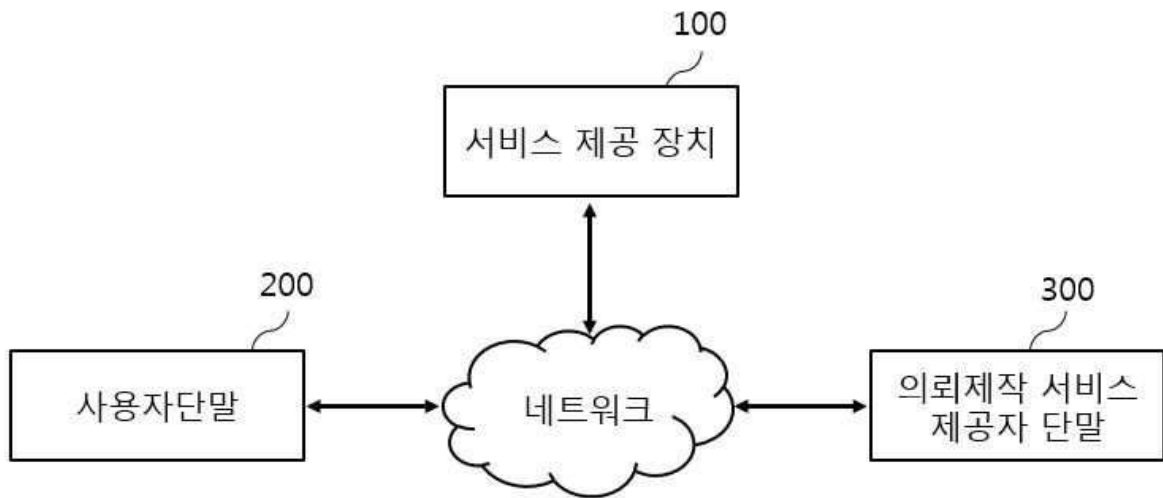 100
서비스 제공 장치
200
사용자단말
네트워크
300
의뢰제작 서비스
제공자 단말